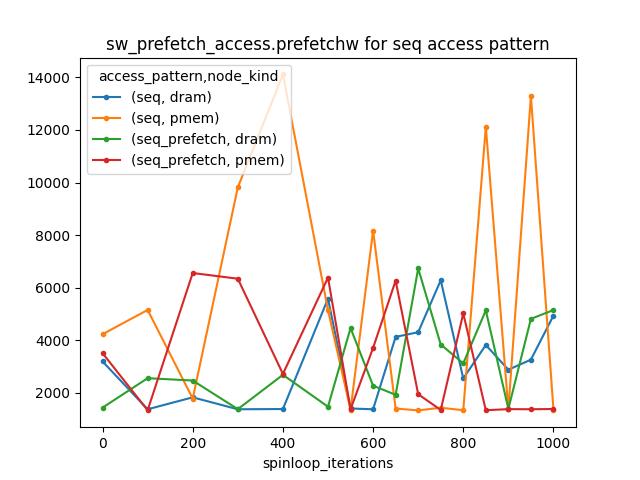 sw_prefetch_access.prefetchw for seq access pattern
access_pattern,node_kind
(seq, dram)
(seq, pmem)
(seq_prefetch, dram)
(seq_prefetch, pmem)
14000
12000
10000
8000
6000
4000
2000
0 200 400 600 800 1000
spinloop_iterations